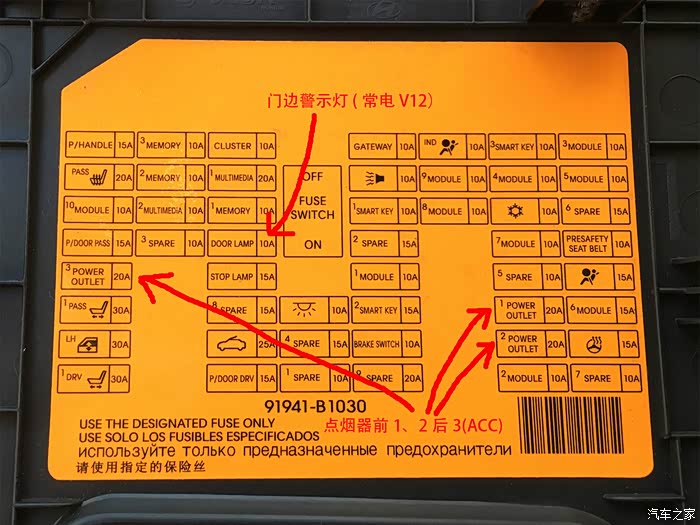 门边警示灯 ( 常电 V12)
P/HANDLE 15A 3 MEMORY 10A CLUSTER 10A GATEWAY 10A IND 10A 3 SMART KEY 10A 3 MODULE 10A
PASS 20A 2 MEMORY 10A 1 MULTIMEDIA 20A OFF 10A 9 MODULE 10A 4 MODULE 10A 5 MODULE 10A
10 MODULE 10A 2 MULTIMEDIA 10A 1 MEMORY 10A FUSE SWITCH 1 SMART KEY 10A 8 MODULE 10A 10A 6 SPARE 15A
P/DOOR PASS 15A 3 SPARE 10A DOOR LAMP 10A ON 2 SPARE 15A 7 MODULE 10A PRESAFETY SEAT BELT 10A
3 POWER OUTLET 20A STOP LAMP 15A 1 MODULE 10A 5 SPARE 10A 15A
1 PASS 30A 8 SPARE 15A 10A 2 SMART KEY 15A 1 POWER OUTLET 20A 6 MODULE 15A
LH 30A 25A 4 SPARE 15A BRAKE SWITCH 10A 2 POWER OUTLET 20A 15A
1 DRV 30A P/DOOR DRV 15A 1 SPARE 10A 9 SPARE 20A 2 MODULE 10A 7 SPARE 10A
91941-B1030
USE THE DESIGNATED FUSE ONLY
点烟器前 1、2 后 3(ACC)
USE SOLO LOS FUSIBLES ESPECIFICADOS
используйте только предназначенные предохранители
请使用指定的保险丝
汽车之家